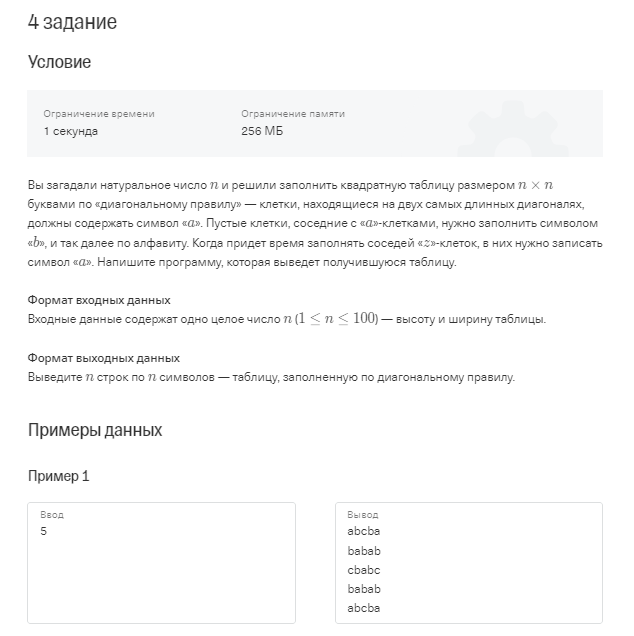 4 задание
Условие
Ограничение времени
1 секунда
Ограничение памяти
256 МБ
Вы загадали натуральное число n и решили заполнить квадратную таблицу размером n × n
буквами по «диагональному правилу» — клетки, находящиеся на двух самых длинных диагоналях,
должны содержать символ «a». Пустые клетки, соседние с «a»-клетками, нужно заполнить символом
«b», и так далее по алфавиту. Когда придет время заполнять соседей «z»-клеток, в них нужно записать
символ «a». Напишите программу, которая выведет получившуюся таблицу.
Формат входных данных
Входные данные содержат одно целое число n (1 ≤ n ≤ 100) — высоту и ширину таблицы.
Формат выходных данных
Выведите n строк по n символов — таблицу, заполненную по диагональному правилу.
Примеры данных
Пример 1
Ввод
5
Вывод
abcba
babab
cbabc
babab
abcba